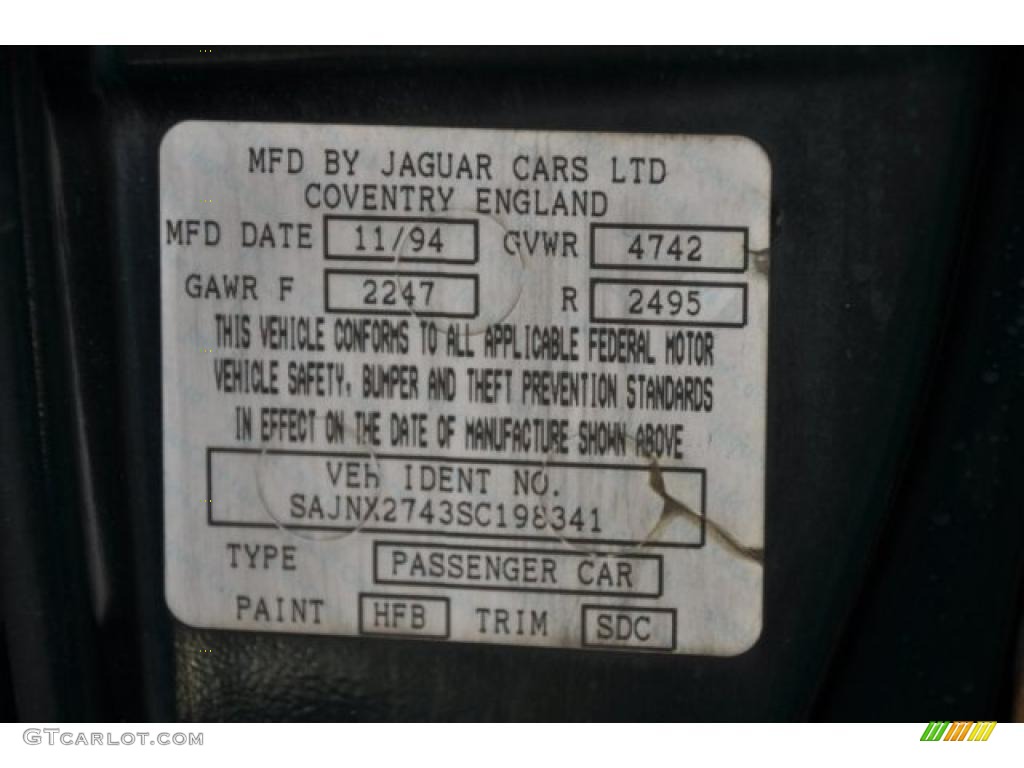 MFD BY JAGUAR CARS LTD
COVENTRY ENGLAND
MFD DATE 11/94 GVWR 4742
GAWR F 2247 R 2495
THIS VEHICLE CONFORMS TO ALL APPLICABLE FEDERAL MOTOR
VEHICLE SAFETY, BUMPER AND THEFT PREVENTION STANDARDS
IN EFFECT ON THE DATE OF MANUFACTURE SHOWN ABOVE
VEH IDENT NO.
SAJNX2743SC198341
TYPE PASSENGER CAR
PAINT HFB TRIM SDC
GTCARLOT.COM